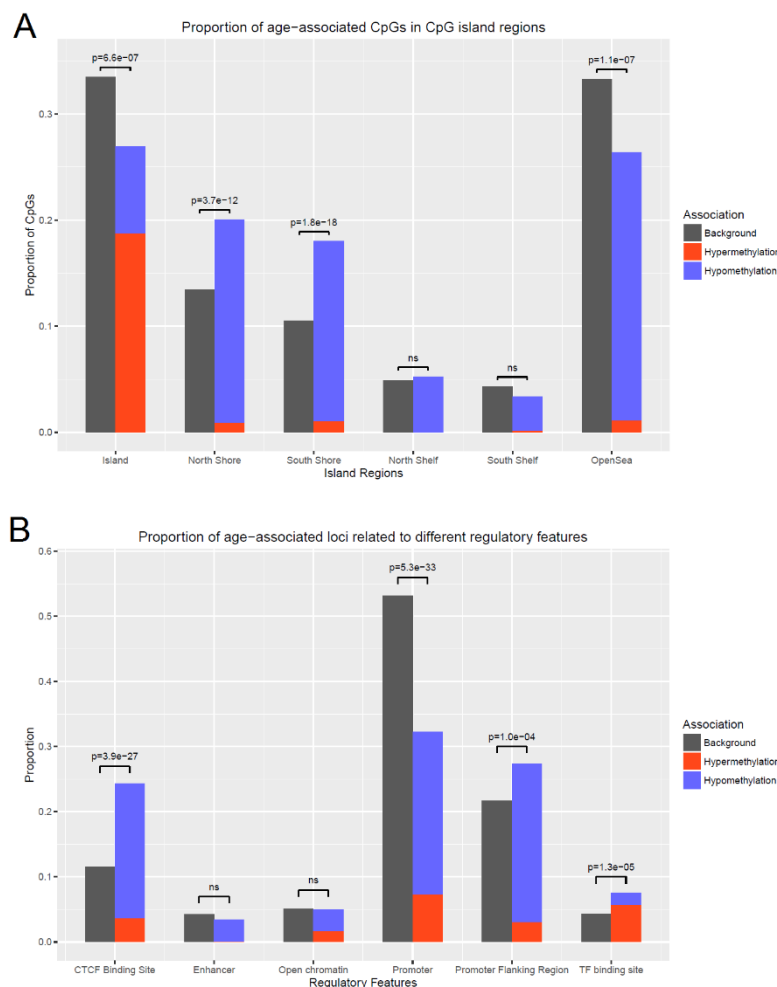 A
Proportion of age−associated CpGs in CpG island regions
p=6.6e−07
p=1.1e−07
0.3
p=3.7e−12
p=1.8e−18
Association
Background
Hypermethylation
Hypomethylation
Proportion of CpGs
0.2
0.1
ns
ns
0.0
Island
North Shore
South Shore
North Shelf
South Shelf
OpenSea
Island Regions
B
Proportion of age−associated loci related to different regulatory features
0.6
p=5.3e−33
0.5
0.4
Association
Background
Hypermethylation
Hypomethylation
Proportion
0.3
p=3.9e−27
p=1.0e−04
0.2
0.1
ns
ns
p=1.3e−05
0.0
CTCF Binding Site
Enhancer
Open chromatin
Promoter
Promoter Flanking Region
TF binding site
Regulatory Features